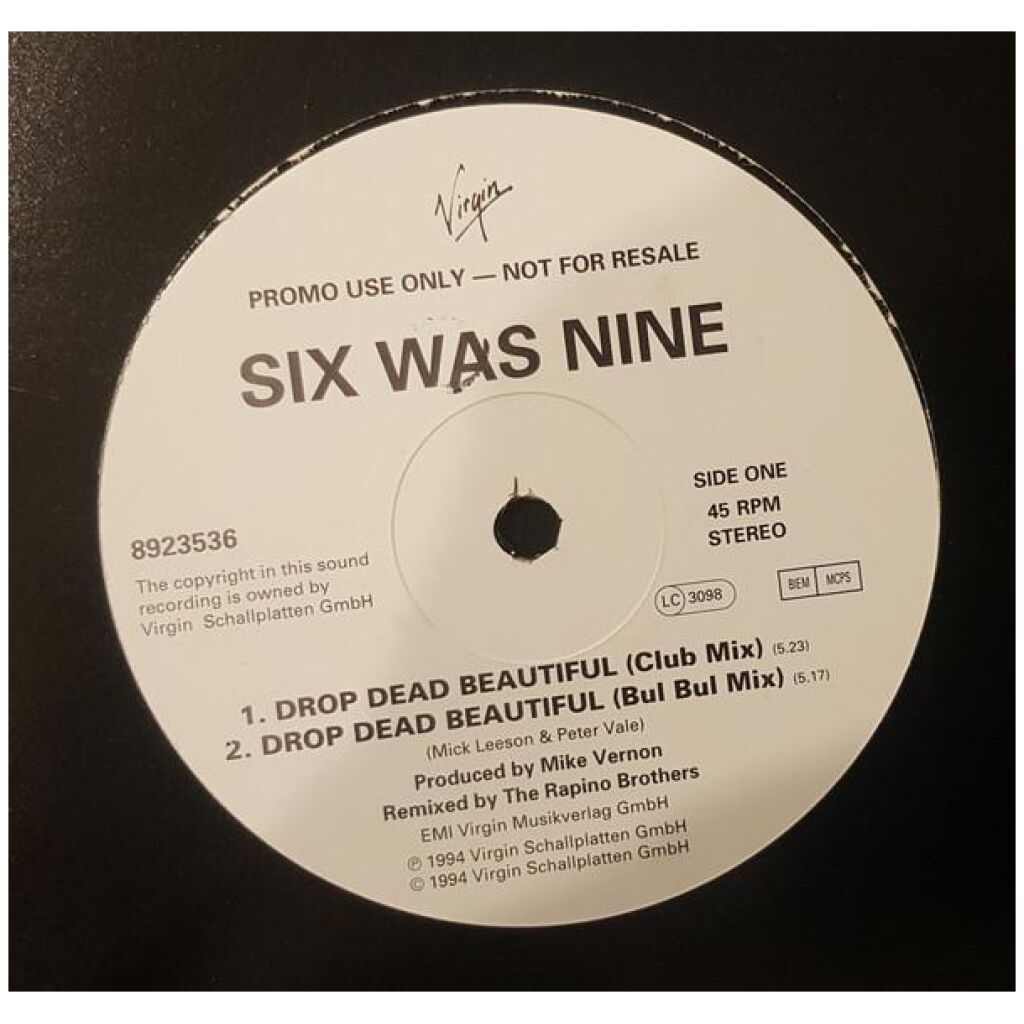 Virgin
PROMO USE ONLY — NOT FOR RESALE
SIX WAS NINE
SIDE ONE
45 RPM
STEREO
8923536
The copyright in this sound
recording is owned by
Virgin Schallplatten GmbH
LC 3098
BIEM MCPS
1. DROP DEAD BEAUTIFUL (Club Mix) (5.23)
2. DROP DEAD BEAUTIFUL (Bul Bul Mix) (5.17)
(Mick Leeson & Peter Vale)
Produced by Mike Vernon
Remixed by The Rapino Brothers
EMI Virgin Musikverlag GmbH
℗ 1994 Virgin Schallplatten GmbH
© 1994 Virgin Schallplatten GmbH